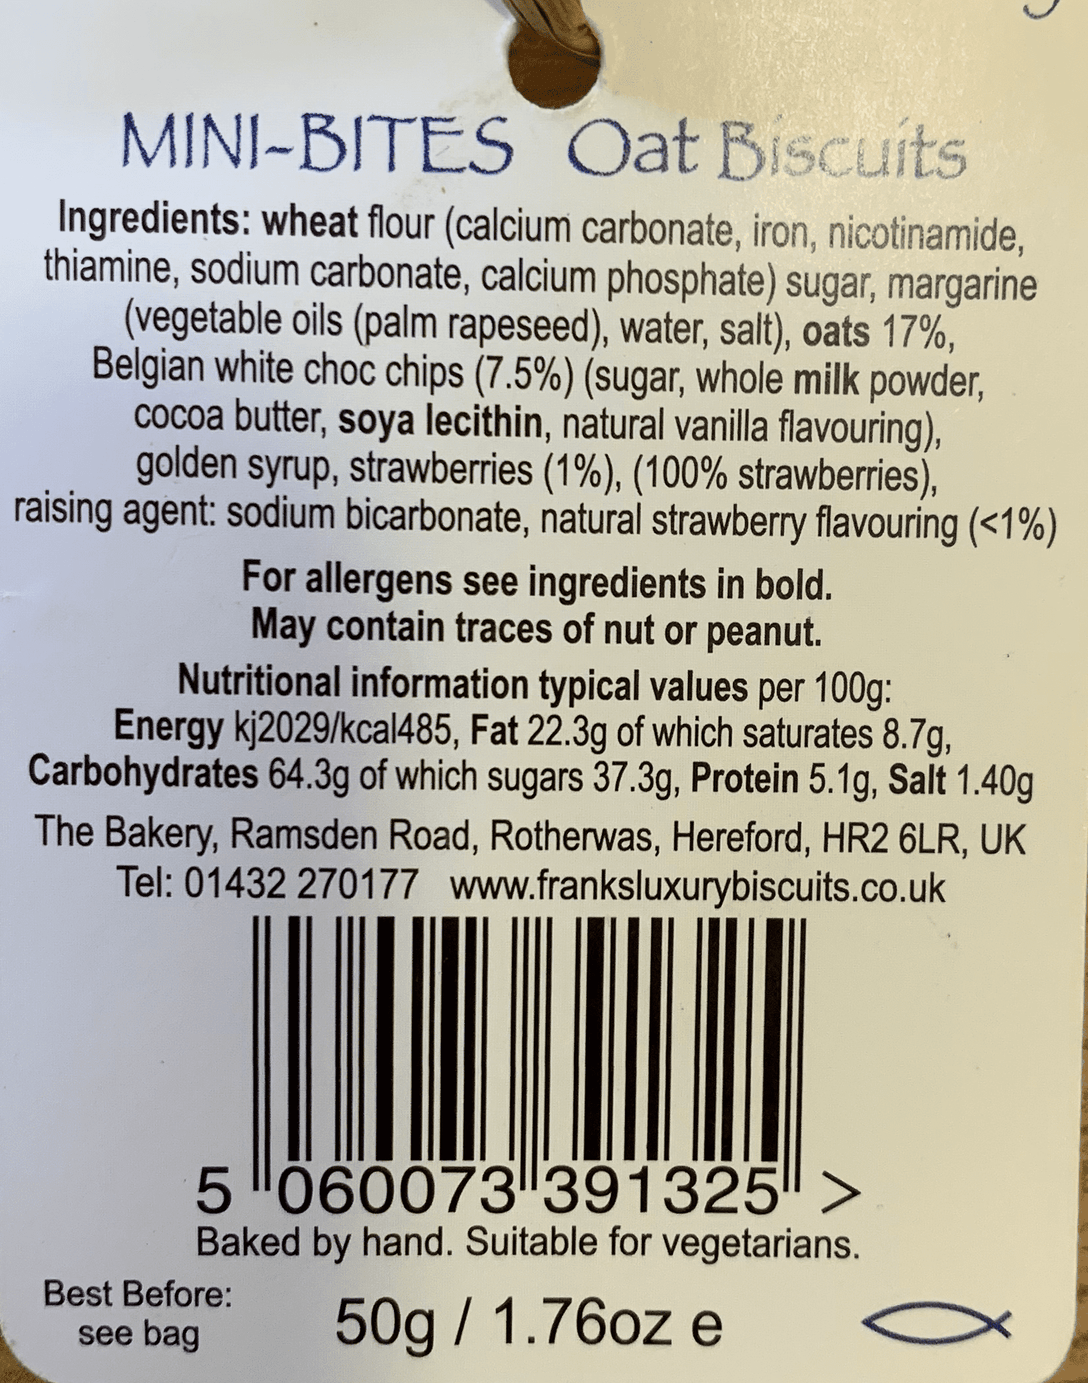 MINI-BITES Oat Biscuits
Ingredients: wheat flour (calcium carbonate, iron, nicotinamide,
thiamine, sodium carbonate, calcium phosphate) sugar, margarine
(vegetable oils (palm rapeseed), water, salt), oats 17%,
Belgian white choc chips (7.5%) (sugar, whole milk powder,
cocoa butter, soya lecithin, natural vanilla flavouring),
golden syrup, strawberries (1%), (100% strawberries),
raising agent: sodium bicarbonate, natural strawberry flavouring (<1%)
For allergens see ingredients in bold.
May contain traces of nut or peanut.
Nutritional information typical values per 100g:
Energy kj2029/kcal485, Fat 22.3g of which saturates 8.7g,
Carbohydrates 64.3g of which sugars 37.3g, Protein 5.1g, Salt 1.40g
The Bakery, Ramsden Road, Rotherwas, Hereford, HR2 6LR, UK
Tel: 01432 270177 www.franksluxurybiscuits.co.uk
5 060073 391325 >
Baked by hand. Suitable for vegetarians.
Best Before:
see bag
50g / 1.76oz e